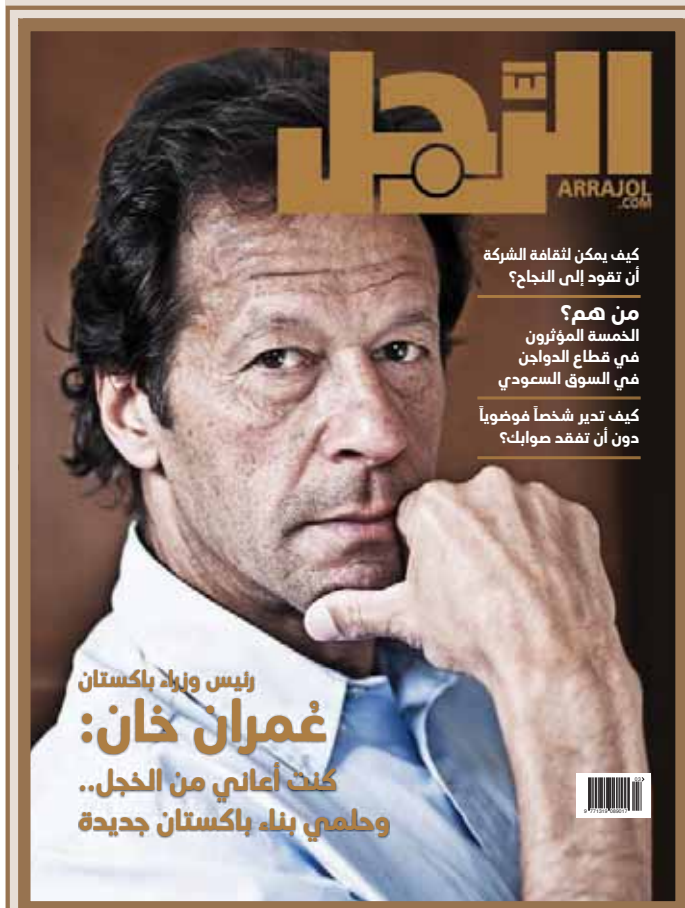 الرجل
ARRAJOL
.COM
كيف يمكن لثقافة الشركة
أن تقود إلى النجاح؟
من هم؟
الخمسة المؤثرون
في قطاع الدواجن
في السوق السعودي
كيف تدير شخصاً فوضوياً
دون أن تفقد صوابك؟
رئيس وزراء باكستان
عُمران خان:
كنت أعاني من الخجل..
وحلمي بناء باكستان جديدة
03